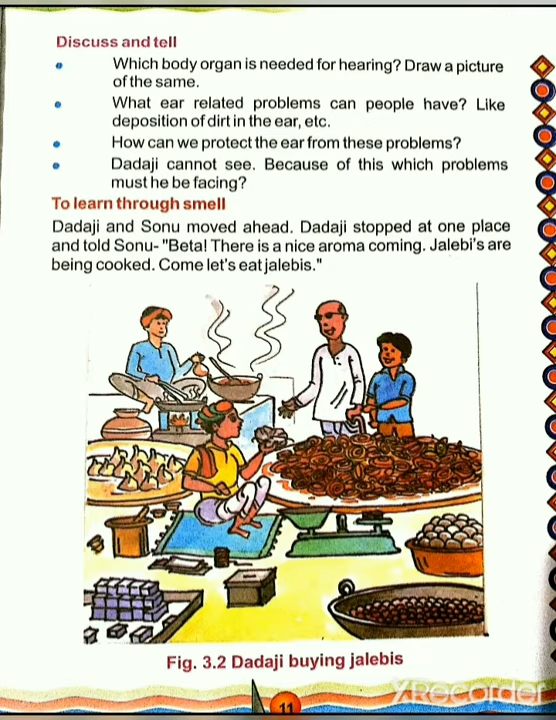 Discuss and tell
• Which body organ is needed for hearing? Draw a picture
of the same.
• What ear related problems can people have? Like
deposition of dirt in the ear, etc.
• How can we protect the ear from these problems?
• Dadaji cannot see. Because of this which problems
must he be facing?
To learn through smell
Dadaji and Sonu moved ahead. Dadaji stopped at one place
and told Sonu- "Beta! There is a nice aroma coming. Jalebi's are
being cooked. Come let's eat jalebis."
Fig. 3.2 Dadaji buying jalebis
11
XRecorder